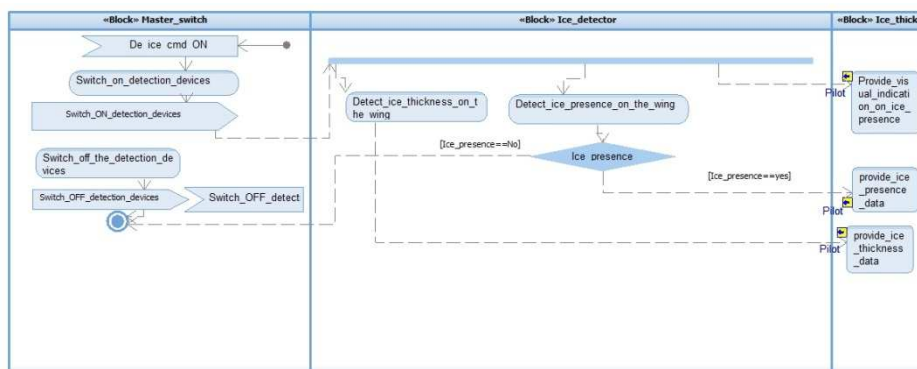 «Block» Master_switch
«Block» Ice_detector
«Block» Ice_thick
De ice cmd ON
Switch_on_detection_devices
Switch_ON_detection_devices
Switch_off_the_detection_de
vices
Switch_OFF_detection_devices
Switch_OFF_detect
Detect_ice_thickness_on_t
he wing
Detect_ice_presence_on_the_wing
[Ice_presence==No]
Ice presence
[Ice_presence==yes]
Pilot
Provide_vis
ual_indicati
on_on_ice_
presence
provide_ice
_presence
_data
Pilot
provide_ice
_thickness
_data
Pilot